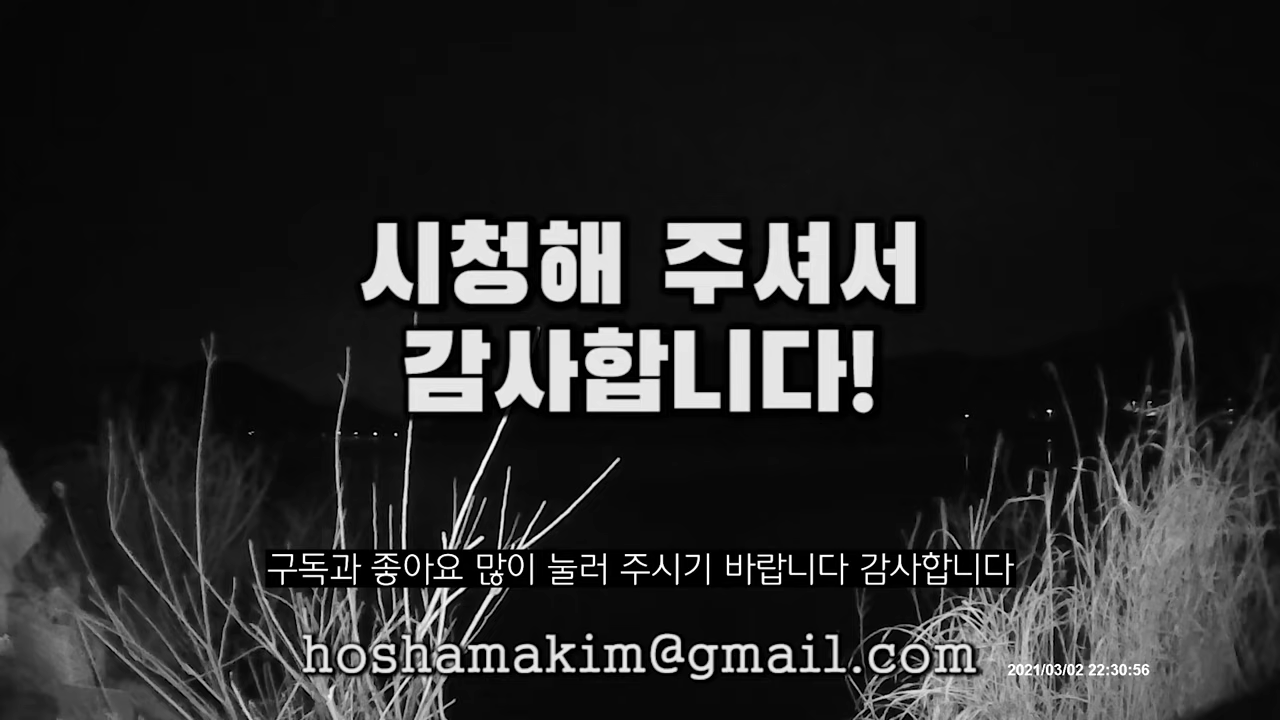 시청해 주셔서
감사합니다!
구독과 좋아요 많이 눌러 주시기 바랍니다 감사합니다
hoshamakim@gmail.com
2021/03/02 22:30:56